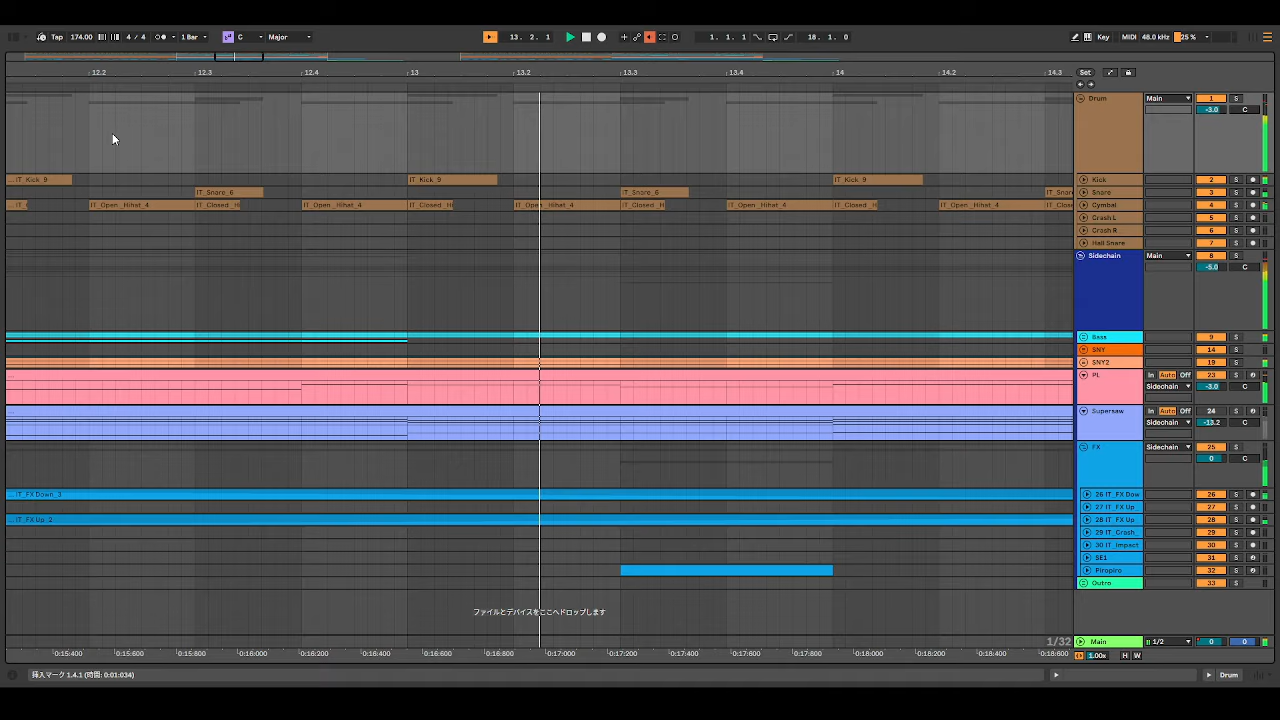 Tap 174.00 4 / 4 1 Bar C Major 13. 2. 1 1. 1. 1 18. 1. 0 Key MIDI 48.0 kHz 25 %
12.2 12.3 12.4 13 13.2 13.3 13.4 14 14.2 14.3 Set
Drum Main 1 S
-3.0 C
... IT_Kick_9 IT_Kick_9 IT_Kick_9 Kick 2 S
IT_Snare_6 IT_Snare_6 IT_Snare Snare 3 S
... IT_( IT_Open_Hihat_4 IT_Closed_H IT_Open_Hihat_4 IT_Closed_H IT_Open_Hihat_4 IT_Closed_H IT_Open_Hihat_4 IT_Closed_H IT_Open_Hihat_4 IT_Close Cymbal 4 S
Crash L 5 S
Crash R 6 S
Hall Snare 7 S
Sidechain Main 8 S
-5.0 C
Bass 9 S
SNY 14 S
SNY2 19 S
... PL In Auto Off 23 S
Sidechain -3.0 C
... Supersaw In Auto Off 24 S
Sidechain -13.2 C
FX Sidechain 25 S
0 C
... IT_FX Down_3 26 IT_FX Dow 26 S
27 IT_FX Up_ 27 S
... IT_FX Up_2 28 IT_FX Up_ 28 S
29 IT_Crash_ 29 S
30 IT_Impact 30 S
SE1 31 S
Piropiro 32 S
Outro 33 S
ファイルとデバイスをここへドロップします
1/32 Main 1/2 0 0
0:15:400 0:15:600 0:15:800 0:16:000 0:16:200 0:16:400 0:16:600 0:16:800 0:17:000 0:17:200 0:17:400 0:17:600 0:17:800 0:18:000 0:18:200 0:18:400 0:18:600 1.00x H W
挿入マーク 1.4.1 (時間: 0:01:034) Drum